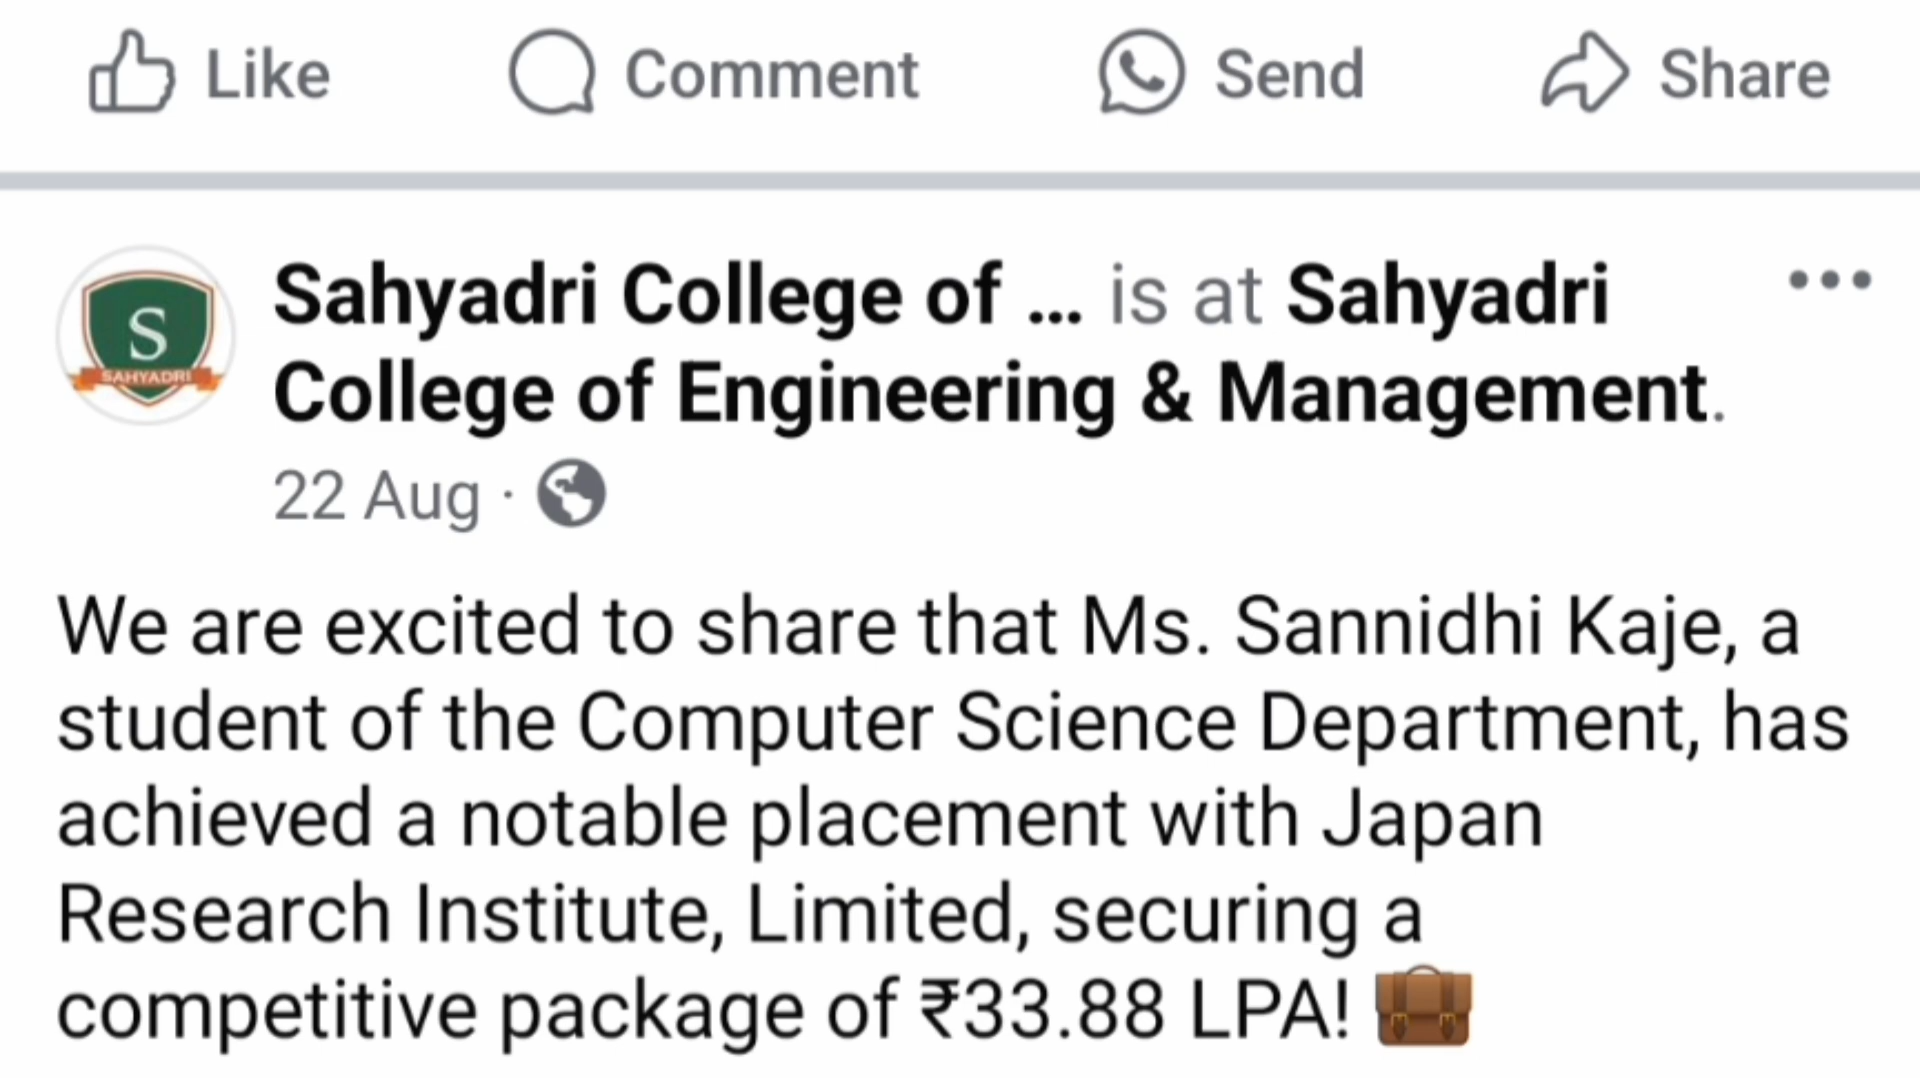 Like Comment Send Share
Sahyadri College of ... is at Sahyadri
College of Engineering & Management.
22 Aug ·
S
SAHYADRI
We are excited to share that Ms. Sannidhi Kaje, a
student of the Computer Science Department, has
achieved a notable placement with Japan
Research Institute, Limited, securing a
competitive package of ₹33.88 LPA! 💼